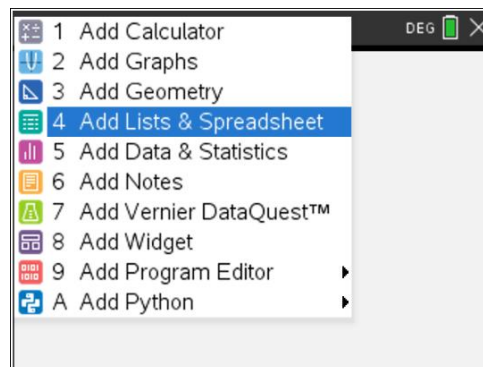 1 Add Calculator
DEG
2 Add Graphs
3 Add Geometry
4 Add Lists & Spreadsheet
5 Add Data & Statistics
6 Add Notes
7 Add Vernier DataQuest™
8 Add Widget
9 Add Program Editor
A Add Python